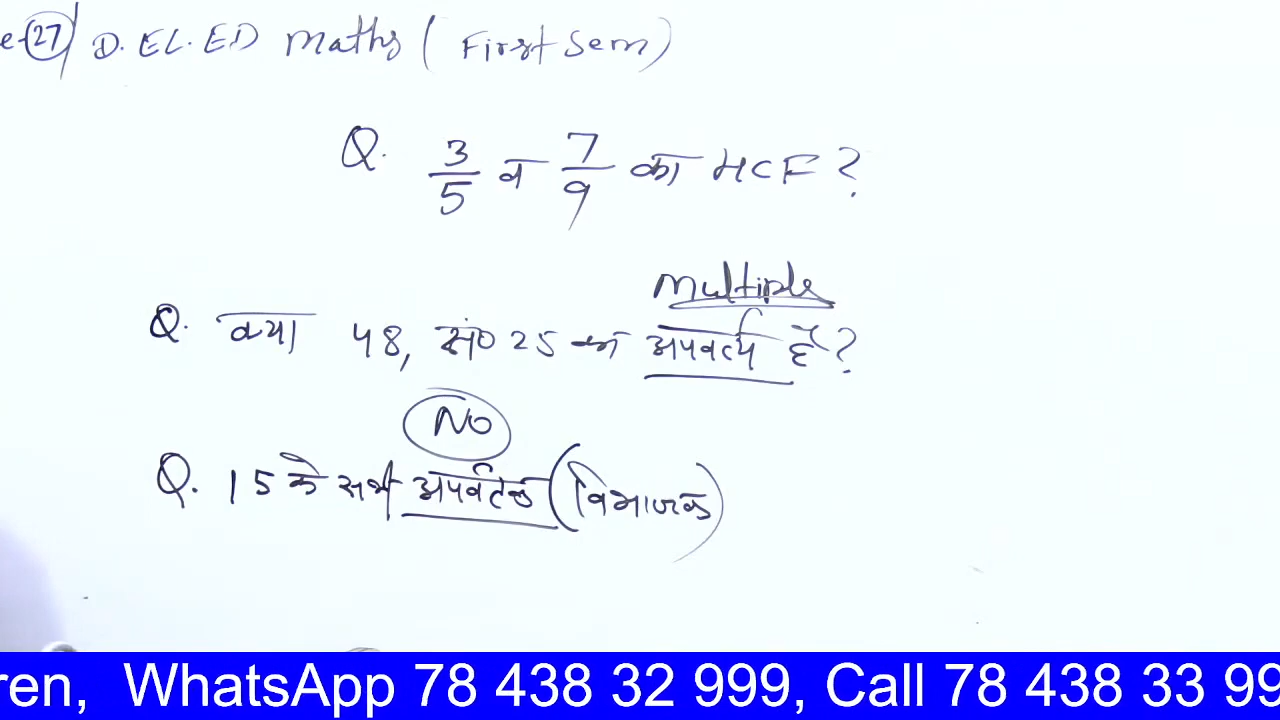 e-27 D.EL.ED Maths ( First Sem )
Q. 3/5 व 7/9 का HCF ?
Multiple
Q. क्या 48, सं० 25 का अपवर्त्य है ?
No
Q. 15 के सभी अपवर्तक (विभाजक)
ren, WhatsApp 78 438 32 999, Call 78 438 33 99